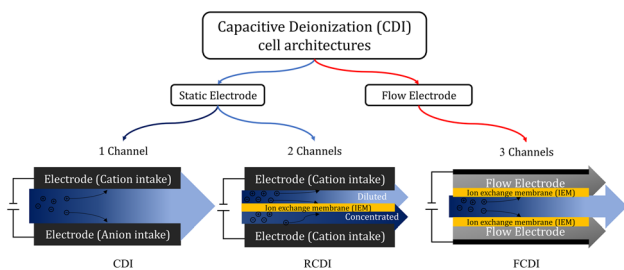 Capacitive Deionization (CDI)
cell architectures
Static Electrode
Flow Electrode
1 Channel
2 Channels
3 Channels
Electrode (Cation intake)
Electrode (Anion intake)
Electrode (Cation intake)
Diluted
Ion exchange membrane (IEM)
Concentrated
Electrode (Cation intake)
Flow Electrode
Ion exchange membrane (IEM)
Ion exchange membrane (IEM)
Flow Electrode
CDI
RCDI
FCDI